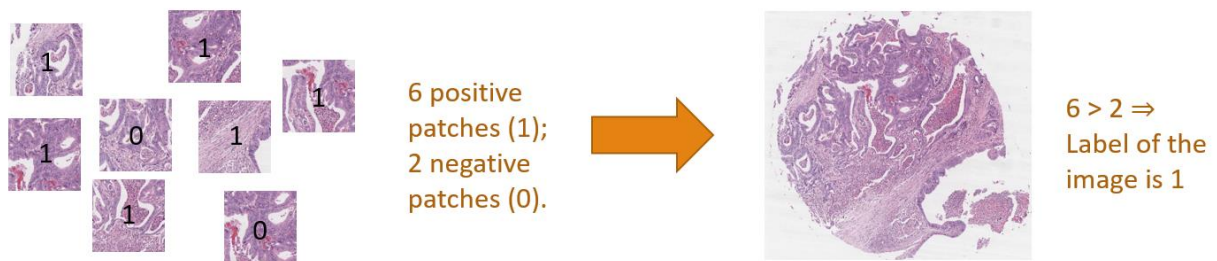 1
1
1
1
0
1
1
0
6 positive
patches (1);
2 negative
patches (0).
6 > 2 ⇒
Label of the
image is 1